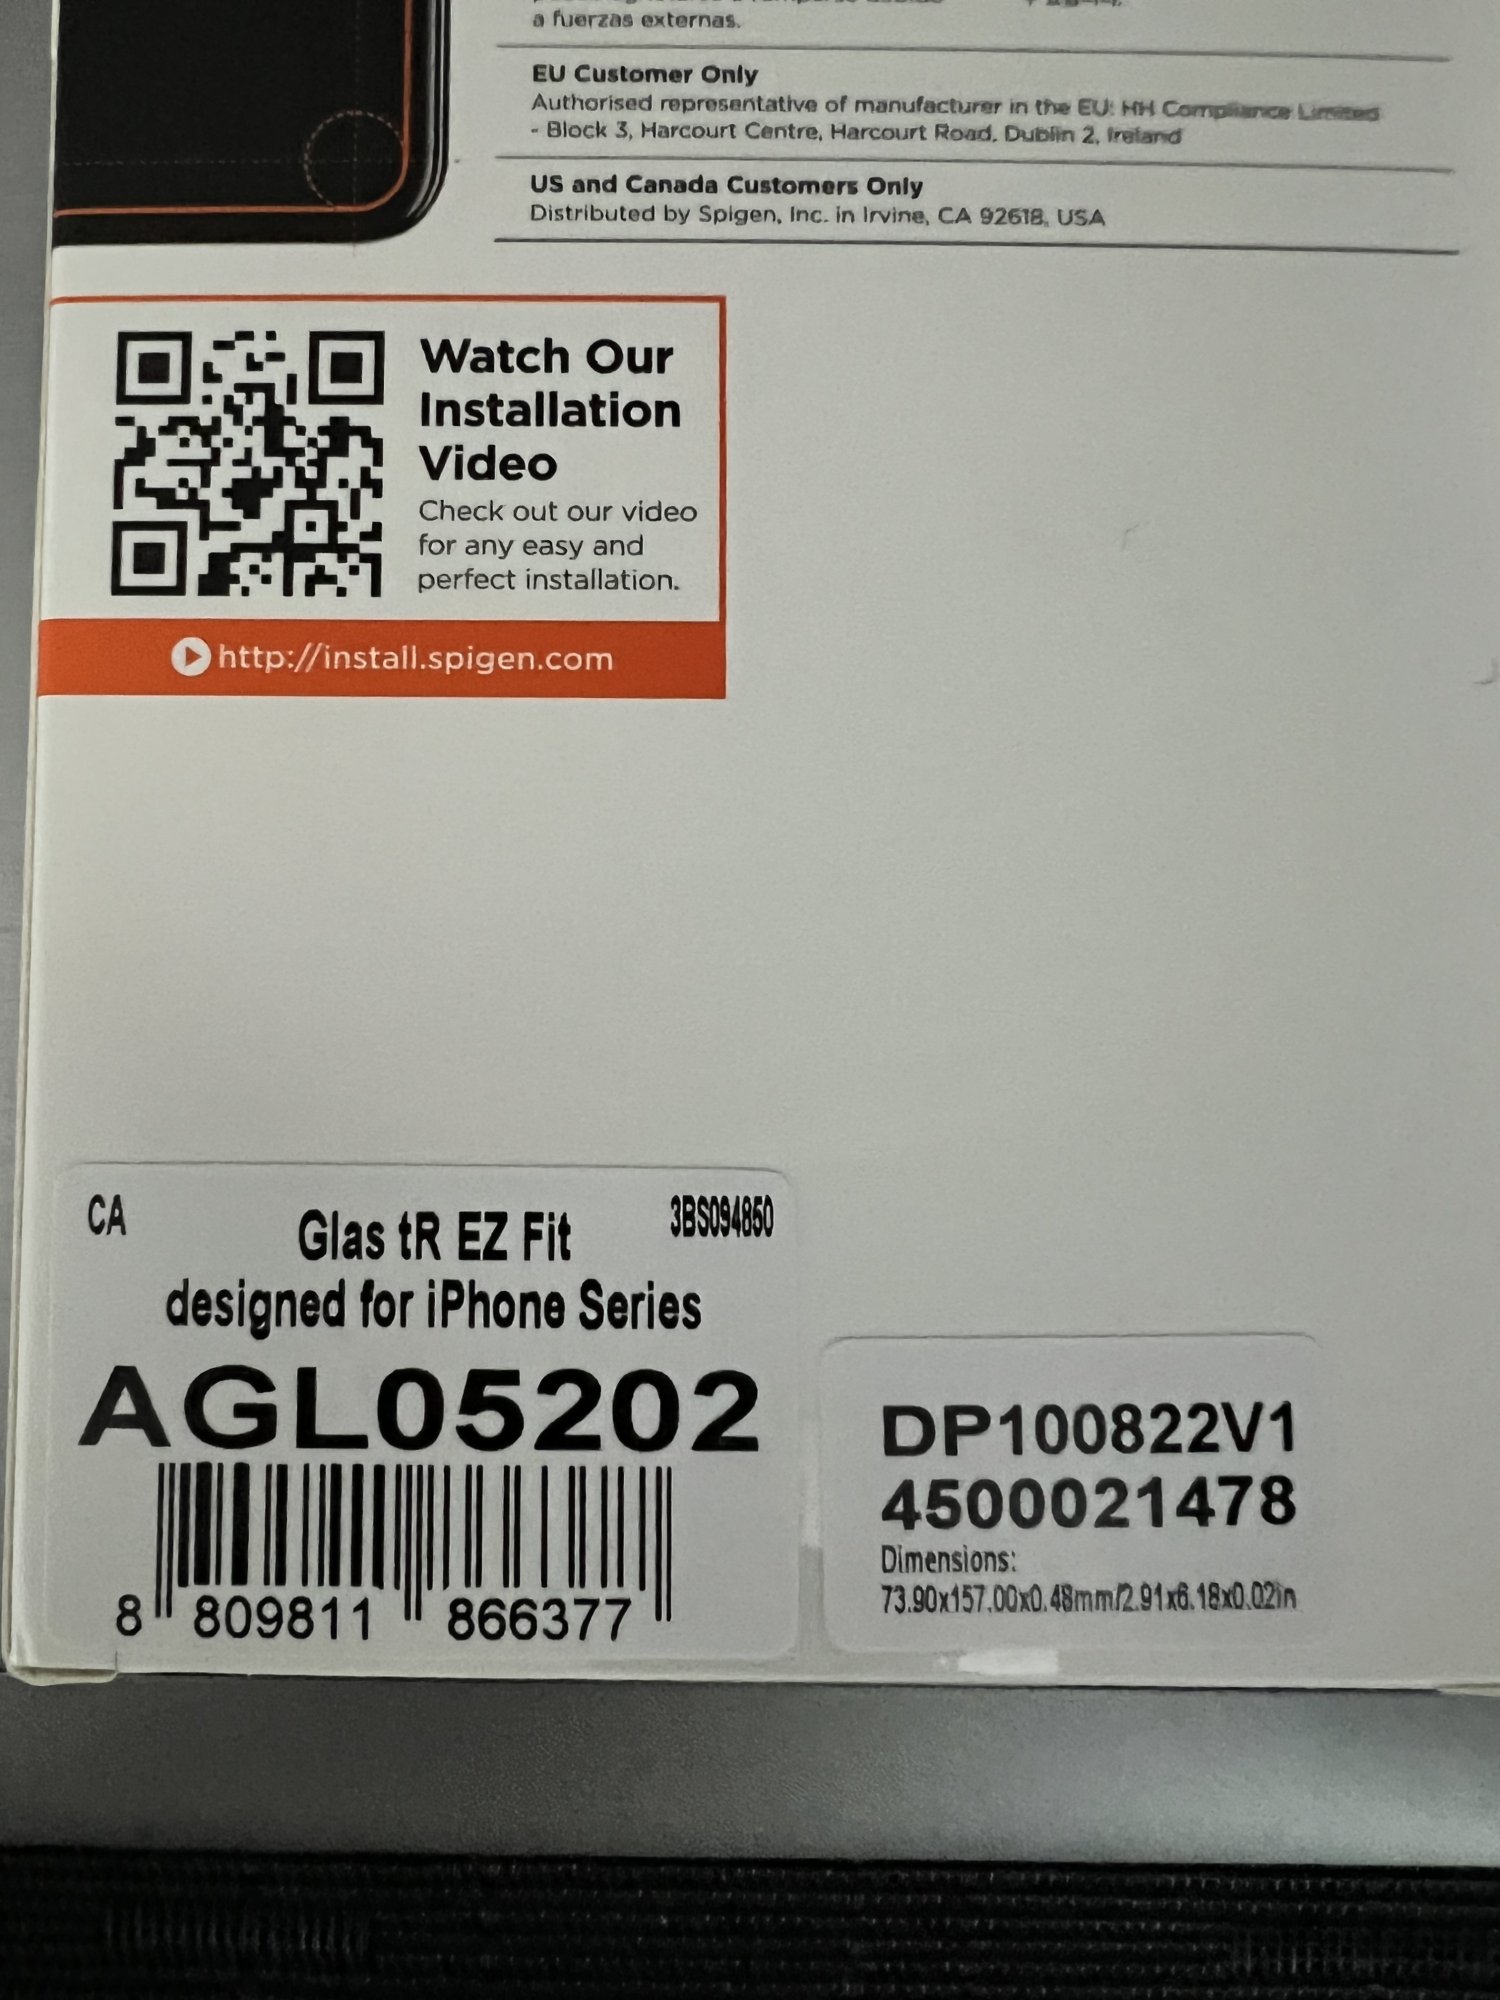 a fuerzas externas.
EU Customer Only
Authorised representative of manufacturer in the EU: HH Compliance Limited
- Block 3, Harcourt Centre, Harcourt Road, Dublin 2, Ireland
US and Canada Customers Only
Distributed by Spigen, Inc. in Irvine, CA 92618, USA
Watch Our
Installation
Video
Check out our video
for any easy and
perfect installation.
http://install.spigen.com
CA
3BS094850
Glas tR EZ Fit
designed for iPhone Series
AGL05202
8 809811 866377
DP100822V1
4500021478
Dimensions:
73.90x157.00x0.48mm/2.91x6.18x0.02in